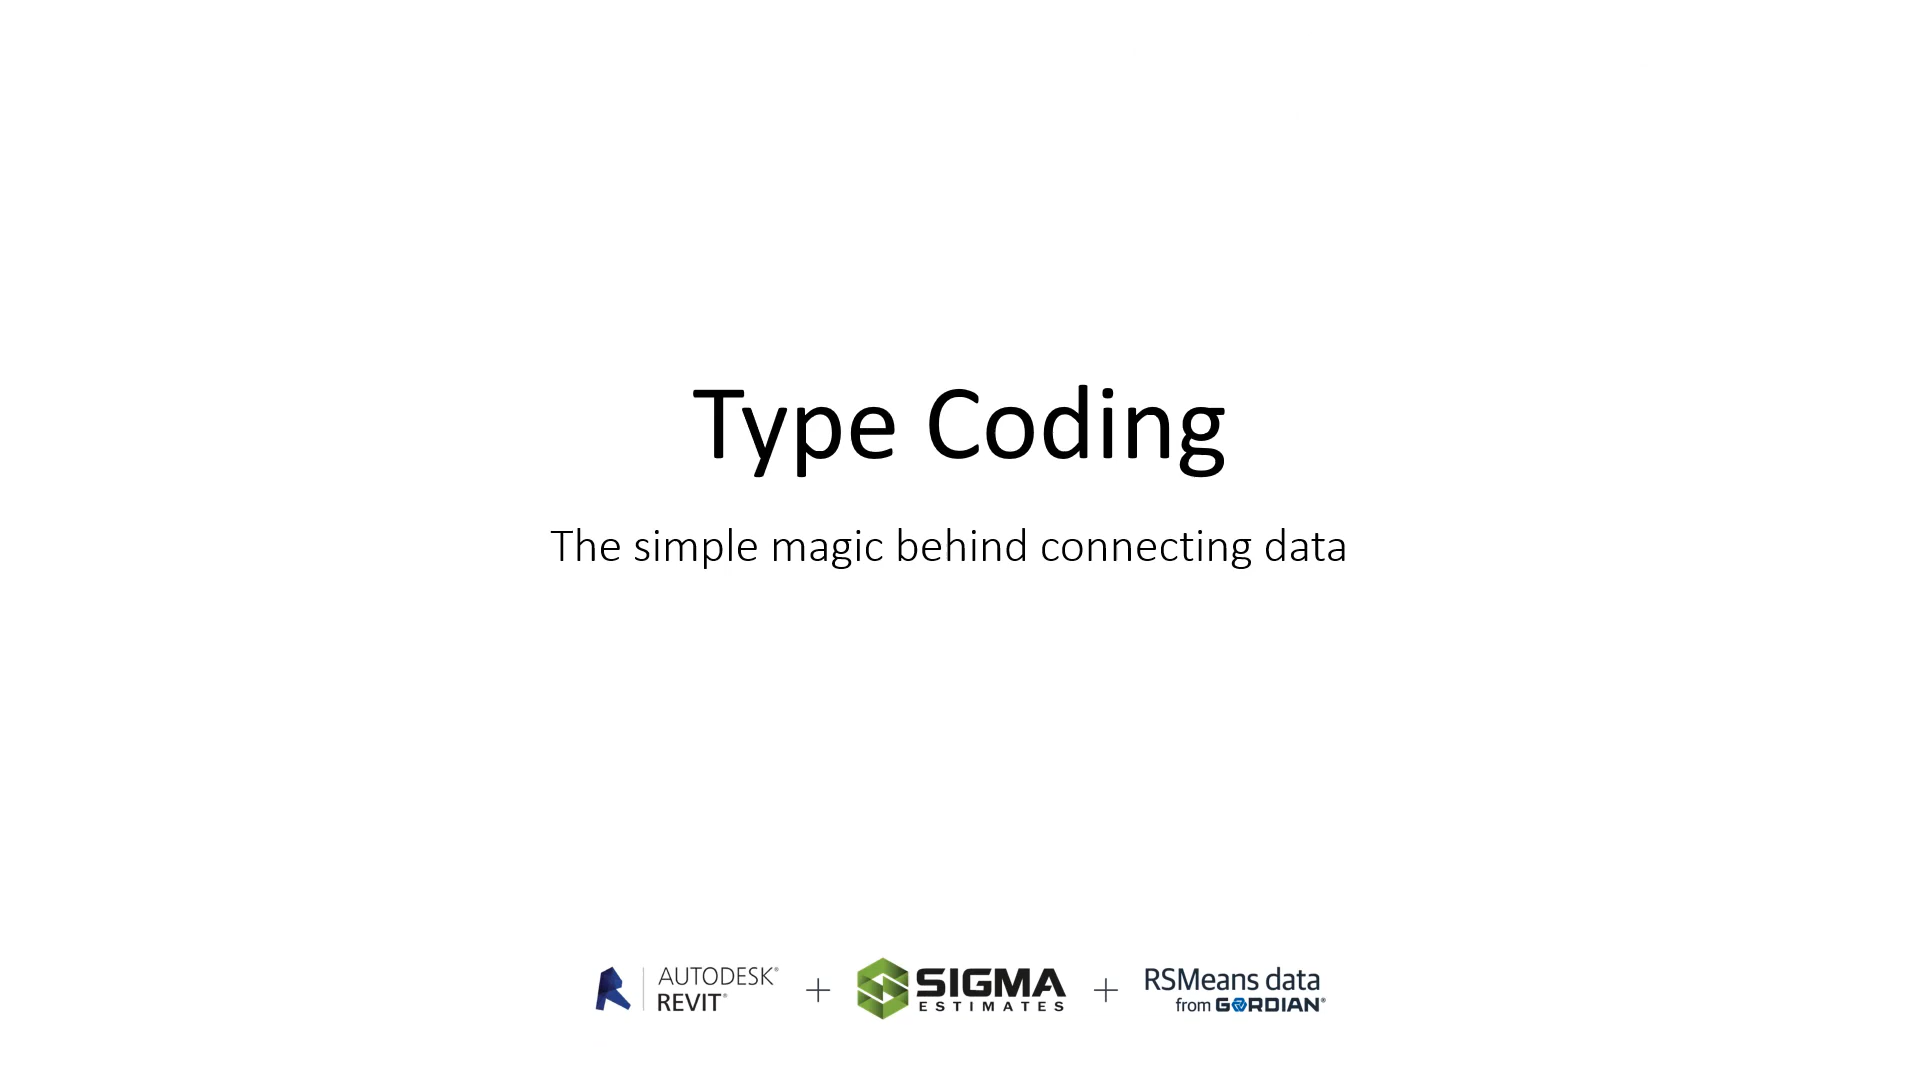 Type Coding
The simple magic behind connecting data
AUTODESK® REVIT® + SIGMA ESTIMATES + RSMeans data from GORDIAN®